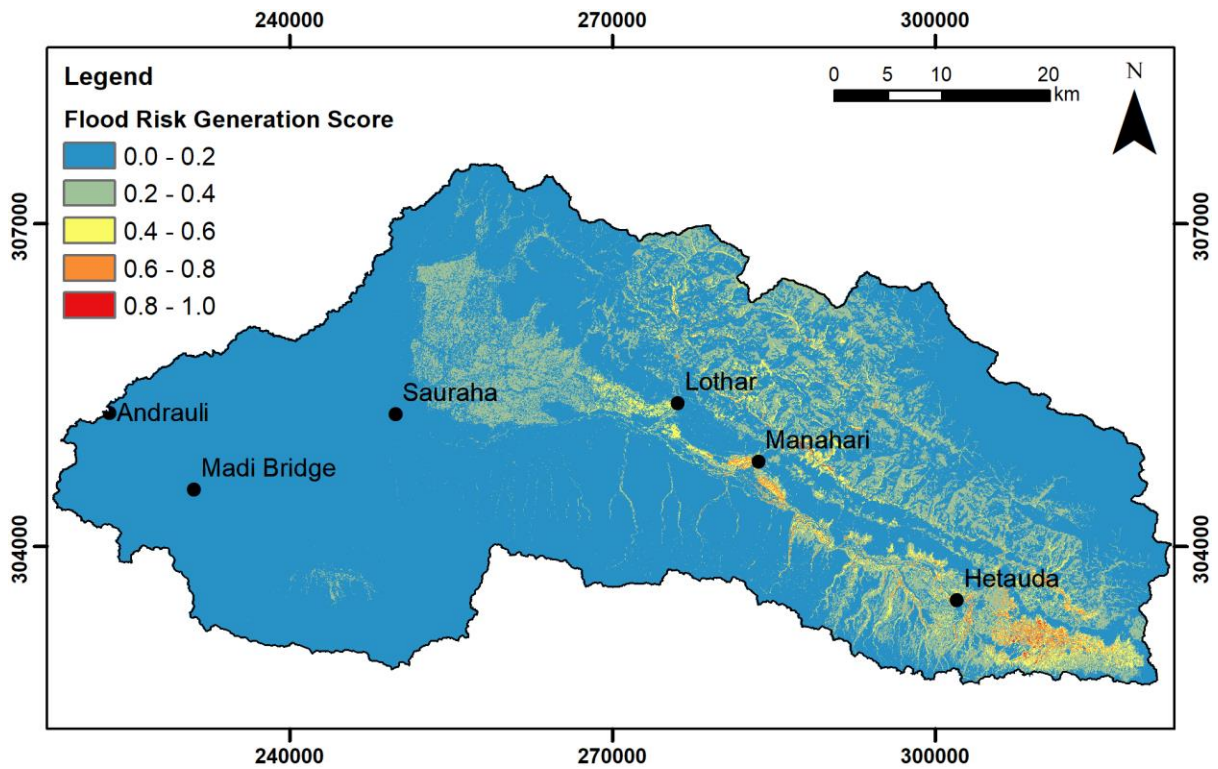 240000 270000 300000
Legend
Flood Risk Generation Score
0.0 - 0.2
0.2 - 0.4
0.4 - 0.6
0.6 - 0.8
0.8 - 1.0
0 5 10 20
km
N
307000 307000
Lothar
Sauraha
Andrauli
Manahari
Madi Bridge
304000 304000
Hetauda
240000 270000 300000